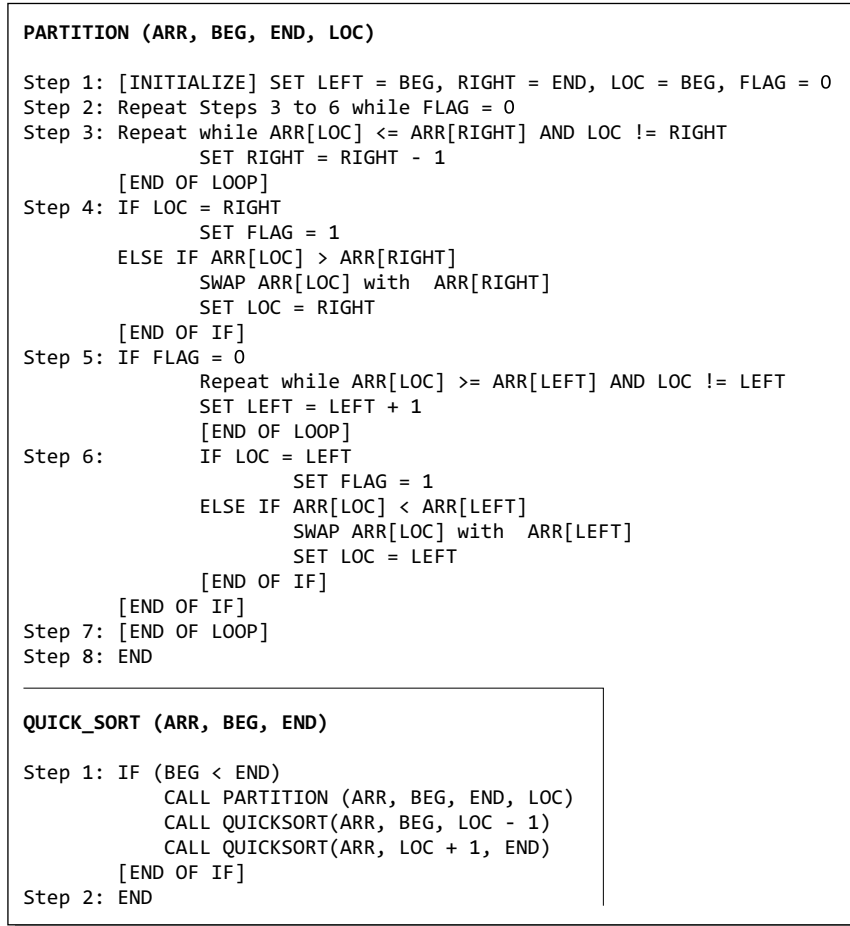 PARTITION (ARR, BEG, END, LOC)
Step 1: [INITIALIZE] SET LEFT = BEG, RIGHT = END, LOC = BEG, FLAG = 0
Step 2: Repeat Steps 3 to 6 while FLAG = 0
Step 3: Repeat while ARR[LOC] <= ARR[RIGHT] AND LOC != RIGHT
SET RIGHT = RIGHT - 1
[END OF LOOP]
Step 4: IF LOC = RIGHT
SET FLAG = 1
ELSE IF ARR[LOC] > ARR[RIGHT]
SWAP ARR[LOC] with ARR[RIGHT]
SET LOC = RIGHT
[END OF IF]
Step 5: IF FLAG = 0
Repeat while ARR[LOC] >= ARR[LEFT] AND LOC != LEFT
SET LEFT = LEFT + 1
[END OF LOOP]
Step 6: IF LOC = LEFT
SET FLAG = 1
ELSE IF ARR[LOC] < ARR[LEFT]
SWAP ARR[LOC] with ARR[LEFT]
SET LOC = LEFT
[END OF IF]
[END OF IF]
Step 7: [END OF LOOP]
Step 8: END
QUICK_SORT (ARR, BEG, END)
Step 1: IF (BEG < END)
CALL PARTITION (ARR, BEG, END, LOC)
CALL QUICKSORT(ARR, BEG, LOC - 1)
CALL QUICKSORT(ARR, LOC + 1, END)
[END OF IF]
Step 2: END